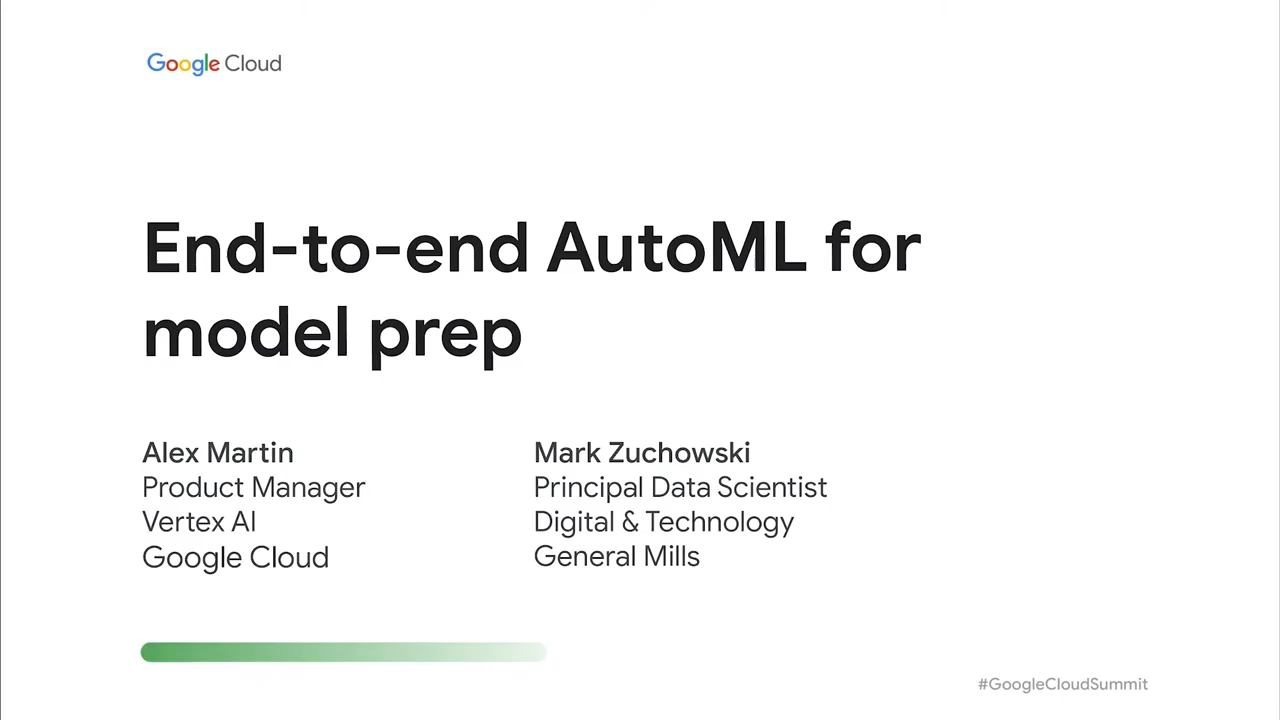 Google Cloud
End-to-end AutoML for
model prep
Alex Martin
Product Manager
Vertex AI
Google Cloud
Mark Zuchowski
Principal Data Scientist
Digital & Technology
General Mills
#GoogleCloudSummit